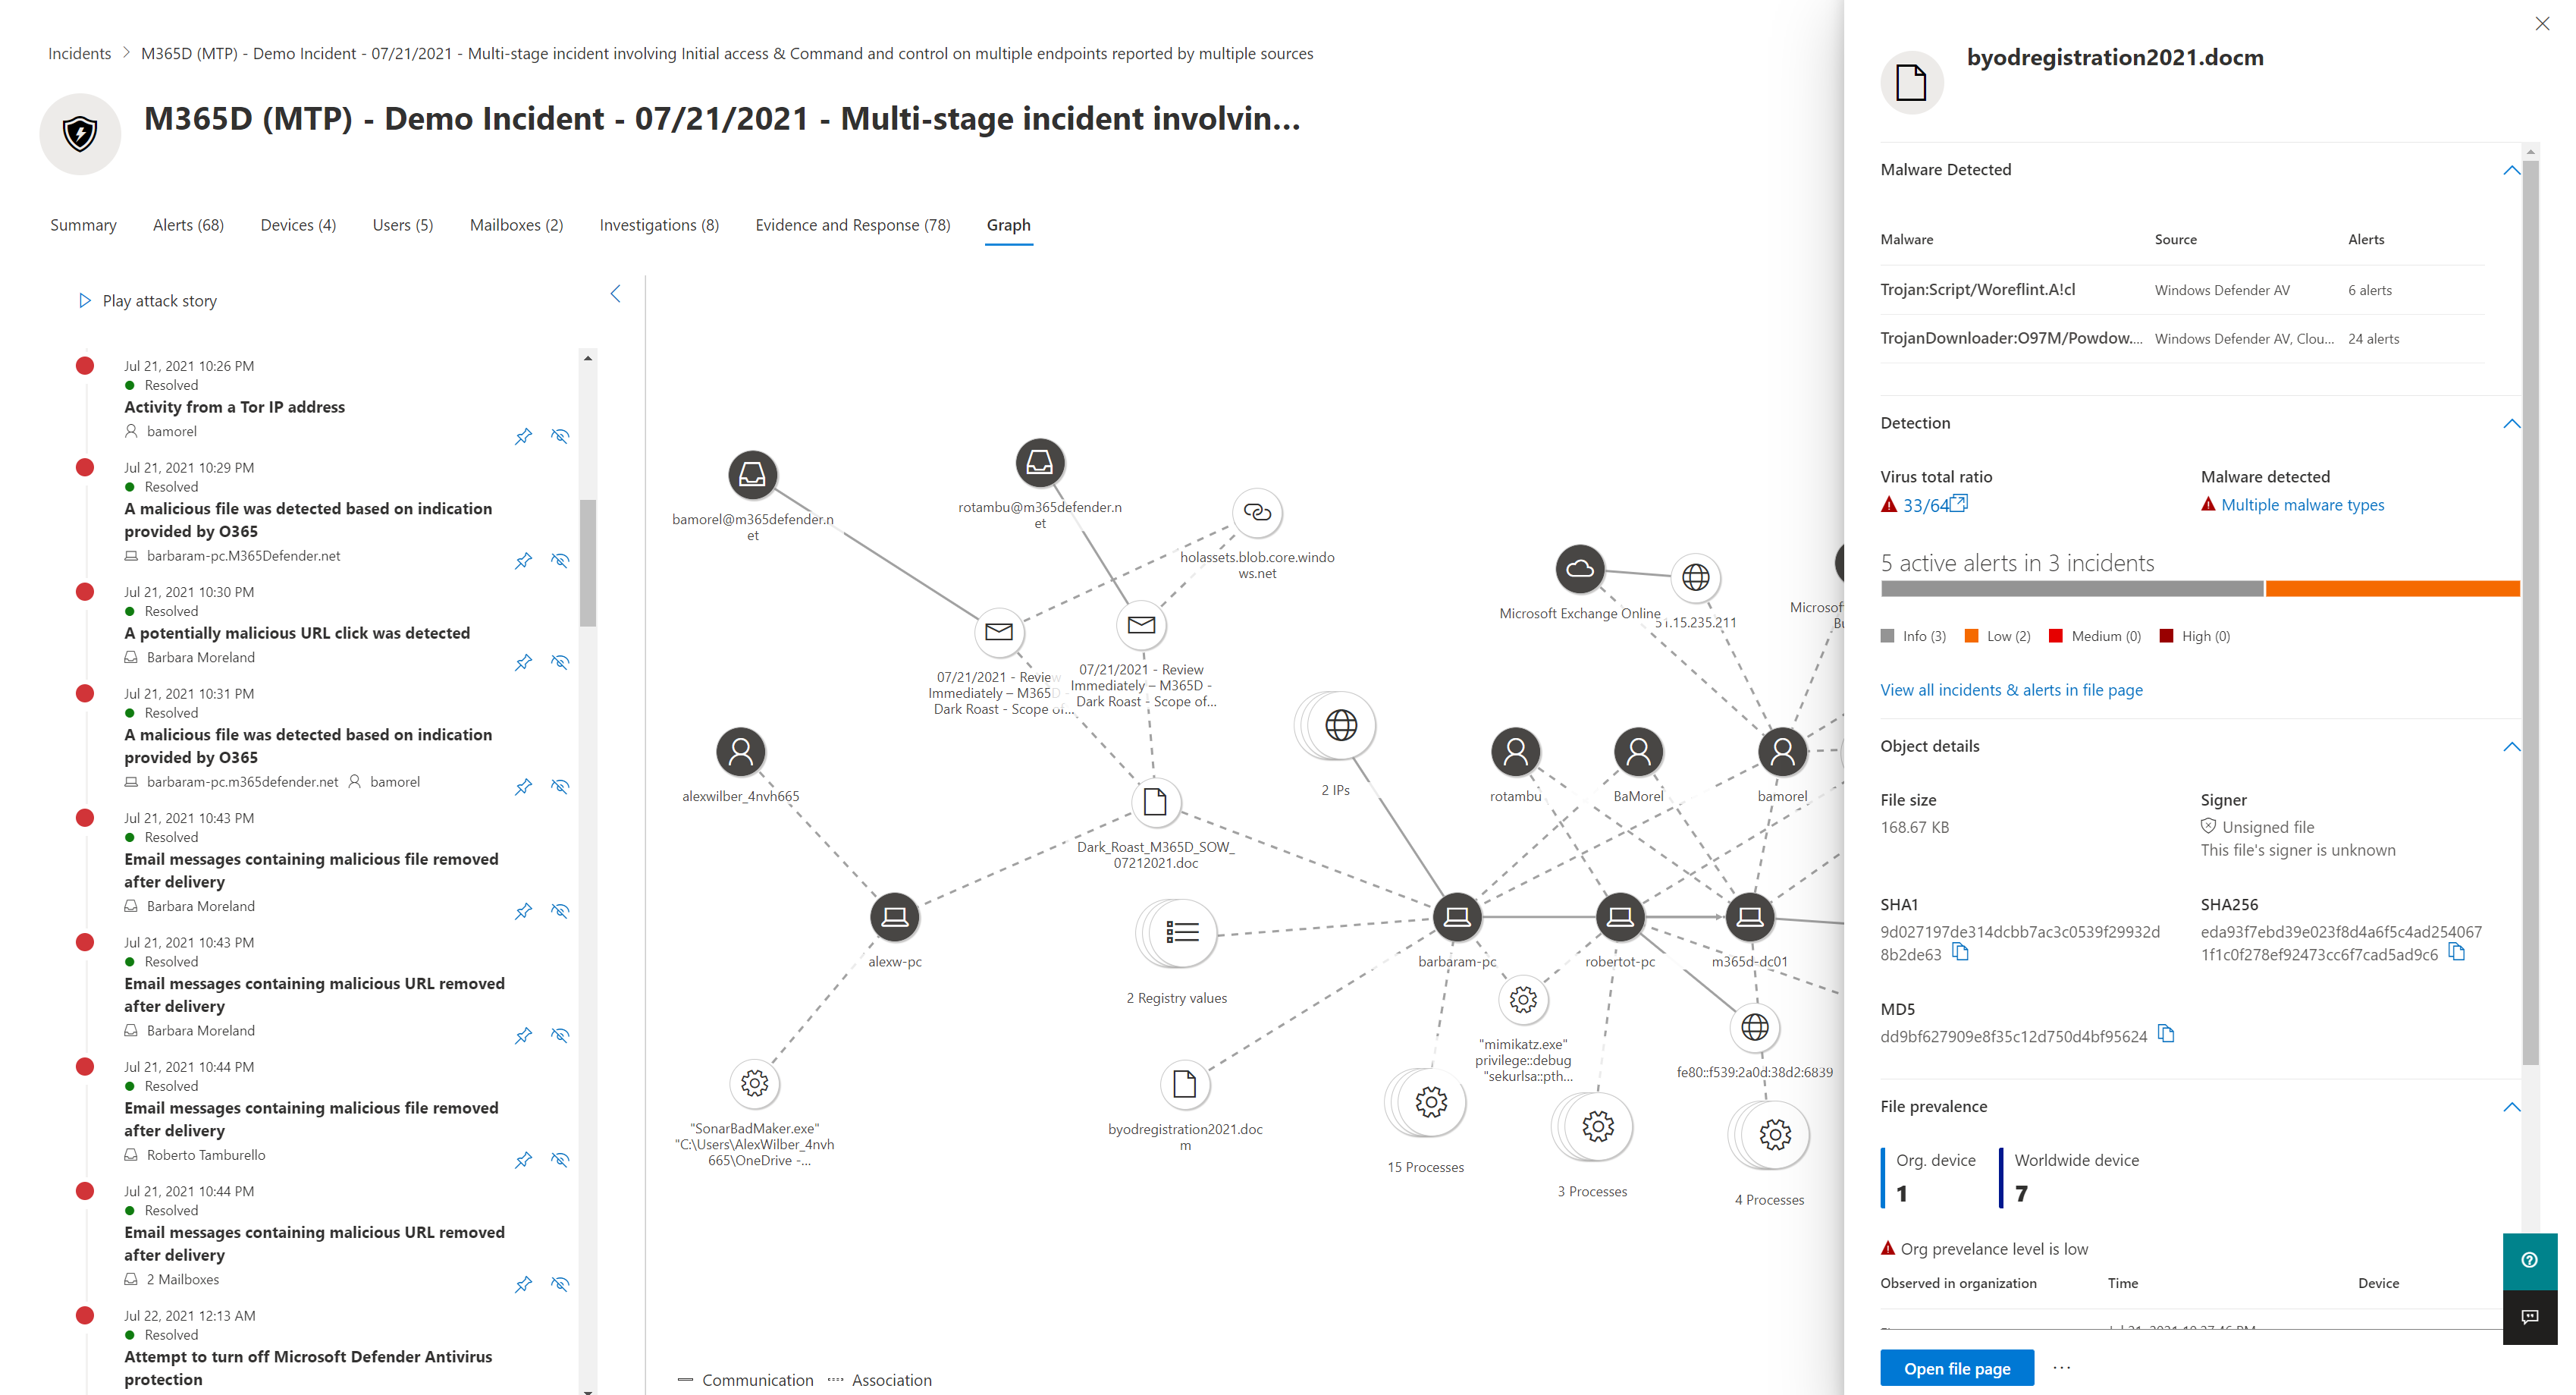 Incidents > M365D (MTP) - Demo Incident - 07/21/2021 - Multi-stage incident involving Initial access & Command and control on multiple endpoints reported by multiple sources
M365D (MTP) - Demo Incident - 07/21/2021 - Multi-stage incident involvin...
Summary Alerts (68) Devices (4) Users (5) Mailboxes (2) Investigations (8) Evidence and Response (78) Graph
Play attack story
Jul 21, 2021 10:26 PM
Resolved
Activity from a Tor IP address
bamorel
Jul 21, 2021 10:29 PM
Resolved
A malicious file was detected based on indication
provided by O365
barbaram-pc.M365Defender.net
Jul 21, 2021 10:30 PM
Resolved
A potentially malicious URL click was detected
Barbara Moreland
Jul 21, 2021 10:31 PM
Resolved
A malicious file was detected based on indication
provided by O365
barbaram-pc.m365defender.net bamorel
Jul 21, 2021 10:43 PM
Resolved
Email messages containing malicious file removed
after delivery
Barbara Moreland
Jul 21, 2021 10:43 PM
Resolved
Email messages containing malicious URL removed
after delivery
Barbara Moreland
Jul 21, 2021 10:44 PM
Resolved
Email messages containing malicious file removed
after delivery
Roberto Tamburello
Jul 21, 2021 10:44 PM
Resolved
Email messages containing malicious URL removed
after delivery
2 Mailboxes
Jul 22, 2021 12:13 AM
Resolved
Attempt to turn off Microsoft Defender Antivirus
protection
bamorel@m365defender.n
et
rotambu@m365defender.n
et
holassets.blob.core.windo
ws.net
Microsoft Exchange Online
51.15.235.211
Microsof
Bu
07/21/2021 - Review
Immediately – M365D -
Dark Roast - Scope of...
07/21/2021 - Review
Immediately – M365D -
Dark Roast - Scope of...
alexwilber_4nvh665
2 IPs
rotambu
BaMorel
bamorel
Dark_Roast_M365D_SOW_
07212021.doc
alexw-pc
2 Registry values
barbaram-pc
robertot-pc
m365d-dc01
"mimikatz.exe"
privilege::debug
"sekurlsa::pth...
fe80::f539:2a0d:38d2:6839
"SonarBadMaker.exe"
"C:\Users\AlexWilber_4nvh
665\OneDrive -...
byodregistration2021.doc
m
15 Processes
3 Processes
4 Processes
Communication Association
byodregistration2021.docm
Malware Detected
Malware Source Alerts
Trojan:Script/Woreflint.A!cl Windows Defender AV 6 alerts
TrojanDownloader:O97M/Powdow.... Windows Defender AV, Clou... 24 alerts
Detection
Virus total ratio Malware detected
33/64 Multiple malware types
5 active alerts in 3 incidents
Info (3) Low (2) Medium (0) High (0)
View all incidents & alerts in file page
Object details
File size Signer
168.67 KB Unsigned file
This file's signer is unknown
SHA1 SHA256
9d027197de314dcbb7ac3c0539f29932d eda93f7ebd39e023f8d4a6f5c4ad254067
8b2de63 1f1c0f278ef92473cc6f7cad5ad9c6
MD5
dd9bf627909e8f35c12d750d4bf95624
File prevalence
Org. device Worldwide device
1 7
Org prevelance level is low
Observed in organization Time Device
Open file page ...